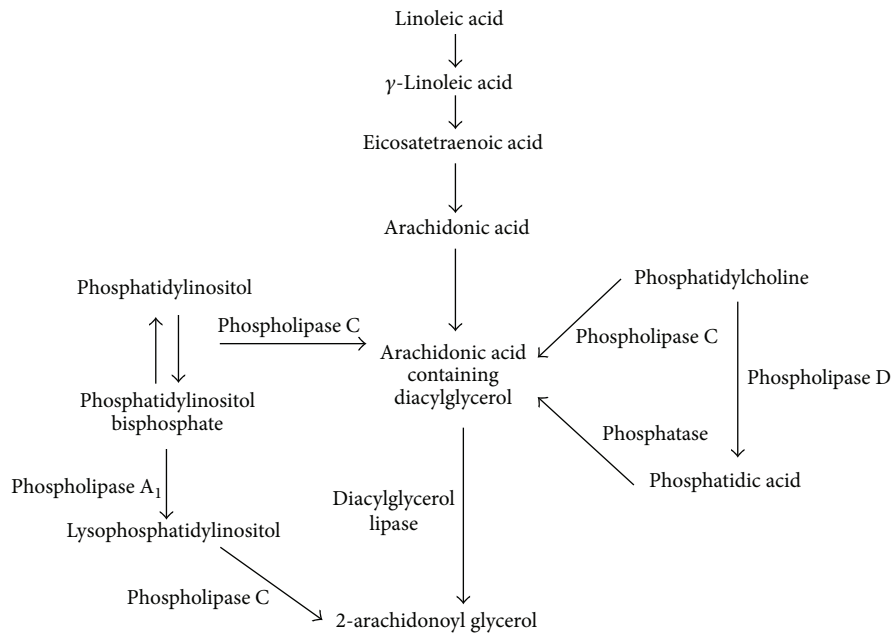 Linoleic acid
γ-Linoleic acid
Eicosatetraenoic acid
Arachidonic acid
Phosphatidylinositol
Phosphatidylcholine
Phospholipase C
Phospholipase C
Arachidonic acid
containing
diacylglycerol
Phospholipase D
Phosphatidylinositol
bisphosphate
Phosphatase
Phospholipase A₁
Phosphatidic acid
Diacylglycerol
lipase
Lysophosphatidylinositol
Phospholipase C
2-arachidonoyl glycerol